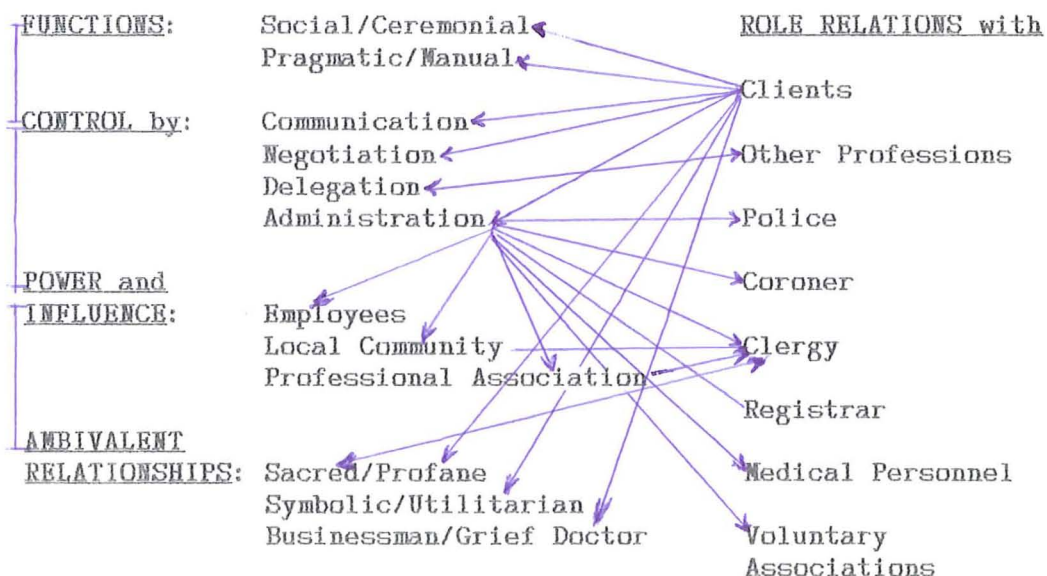 FUNCTIONS: Social/Ceremonial ROLE RELATIONS with
Pragmatic/Manual
Clients
CONTROL by: Communication
Negotiation Other Professions
Delegation
Administration Police
POWER and Coroner
INFLUENCE: Employees
Local Community Clergy
Professional Association
Registrar
AMBIVALENT
RELATIONSHIPS: Sacred/Profane Medical Personnel
Symbolic/Utilitarian
Businessman/Grief Doctor Voluntary
Associations